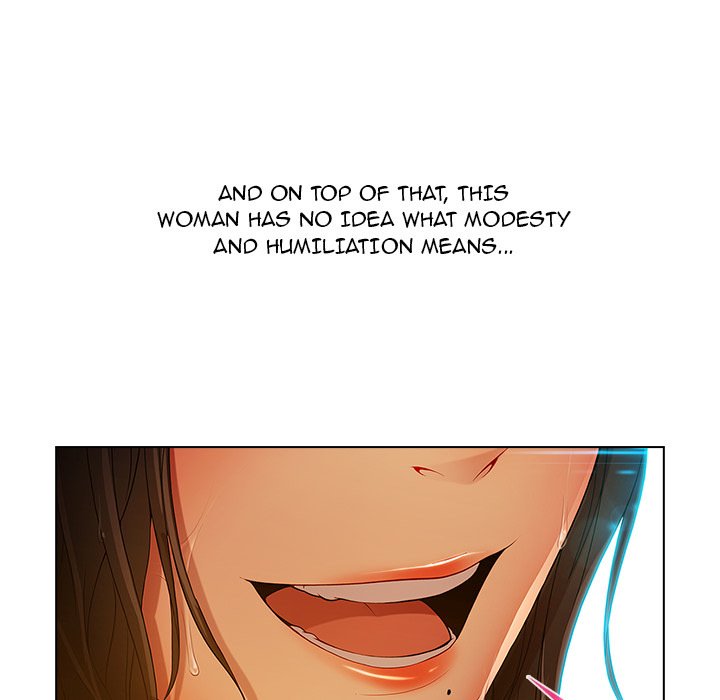 AND ON TOP OF THAT, THIS
WOMAN HAS NO IDEA WHAT MODESTY
AND HUMILIATION MEANS...